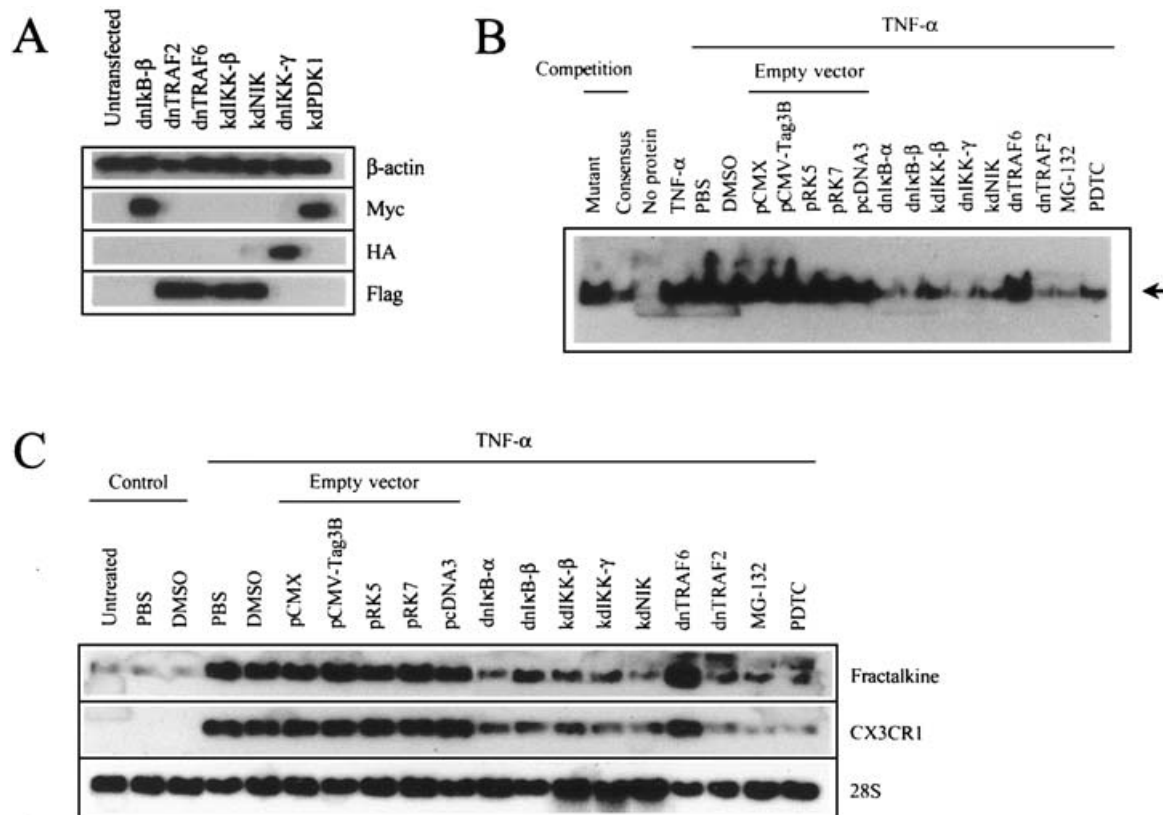 A
Untransfected
dnIkB-β
dnTRAF2
dnTRAF6
kdIKK-β
kdNIK
dnIKK-γ
kdPDK1
β-actin
Myc
HA
Flag
B
TNF-α
Competition
Empty vector
Mutant
Consensus
No protein
TNF-α
PBS
DMSO
pCMX
pCMV-Tag3B
pRK5
pRK7
pcDNA3
dnIκB-α
dnIκB-β
kdIKK-β
dnIKK-γ
kdNIK
dnTRAF6
dnTRAF2
MG-132
PDTC
C
TNF-α
Control
Empty vector
Untreated
PBS
DMSO
PBS
DMSO
pCMX
pCMV-Tag3B
pRK5
pRK7
pcDNA3
dnIκB-α
dnIκB-β
kdIKK-β
kdIKK-γ
kdNIK
dnTRAF6
dnTRAF2
MG-132
PDTC
Fractalkine
CX3CR1
28S